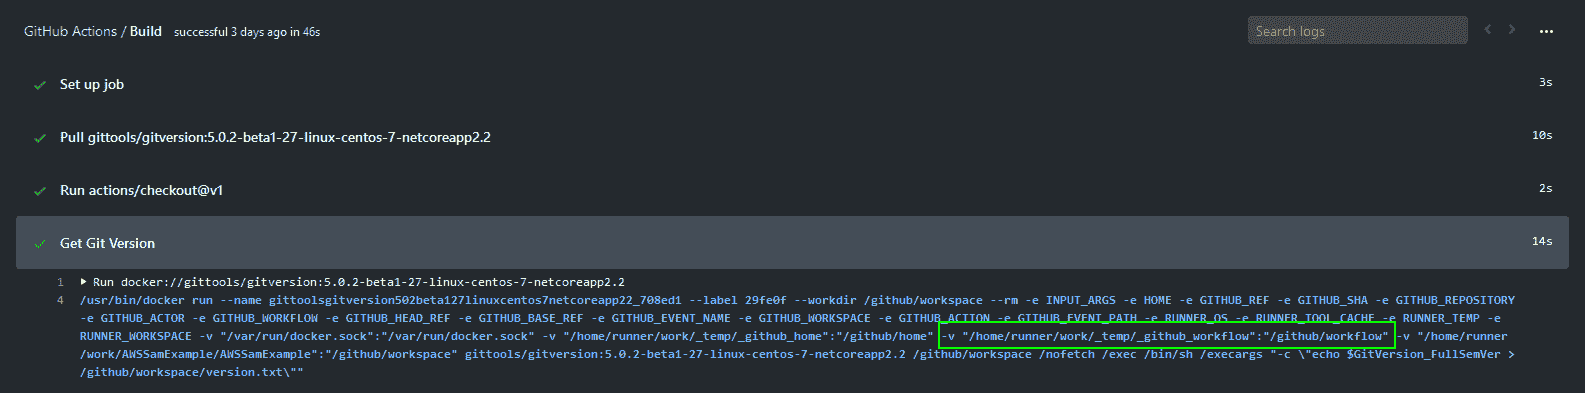 GitHub Actions / Build successful 3 days ago in 46s
Search logs
Set up job 3s
Pull gittools/gitversion:5.0.2-beta1-27-linux-centos-7-netcoreapp2.2 10s
Run actions/checkout@v1 2s
Get Git Version 14s
1 Run docker://gittools/gitversion:5.0.2-beta1-27-linux-centos-7-netcoreapp2.2
4 /usr/bin/docker run --name gittoolsgitversion502beta127linuxcentos7netcoreapp22_708ed1 --label 29fe0f --workdir /github/workspace --rm -e INPUT_ARGS -e HOME -e GITHUB_REF -e GITHUB_SHA -e GITHUB_REPOSITORY
-e GITHUB_ACTOR -e GITHUB_WORKFLOW -e GITHUB_HEAD_REF -e GITHUB_BASE_REF -e GITHUB_EVENT_NAME -e GITHUB_WORKSPACE -e GITHUB_ACTION -e GITHUB_EVENT_PATH -e RUNNER_OS -e RUNNER_TOOL_CACHE -e RUNNER_TEMP -e
RUNNER_WORKSPACE -v "/var/run/docker.sock":"/var/run/docker.sock" -v "/home/runner/work/_temp/_github_home":"/github/home" -v "/home/runner/work/_temp/_github_workflow":"/github/workflow" -v "/home/runner
/work/AWSSamExample/AWSSamExample":"/github/workspace" gittools/gitversion:5.0.2-beta1-27-linux-centos-7-netcoreapp2.2 /github/workspace /nofetch /exec /bin/sh /execargs "-c \"echo $GitVersion_FullSemVer >
/github/workspace/version.txt\""